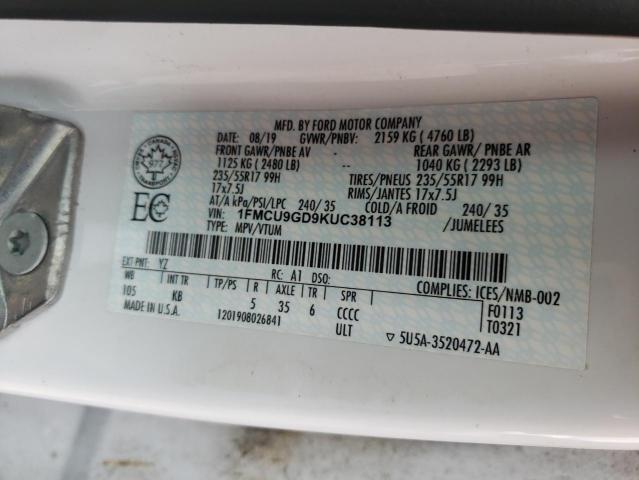 MFD. BY FORD MOTOR COMPANY
DATE: 08/19 GVWR/PNBV: 2159 KG ( 4760 LB)
FRONT GAWR/PNBE AV - REAR GAWR/ PNBE AR
1125 KG ( 2480 LB) -- 1040 KG ( 2293 LB)
235/55R17 99H TIRES/PNEUS 235/55R17 99H
17x7.5J RIMS/JANTES 17x7.5J
AT/A kPa/PSI/LPC 240/ 35 COLD/A FROID 240/ 35
VIN: 1FMCU9GD9KUC38113 /JUMELEES
TYPE: MPV/VTUM
EC
TRANSPORT
CANADA
EXT PNT: YZ RC: A1 DSO: COMPLIES: ICES/NMB-002
WB INT TR TP/PS R AXLE TR SPR F0113
105 KB 5 35 6 CCCC T0321
MADE IN U.S.A. 1201908026841 ULT ▽ 5U5A-3520472-AA